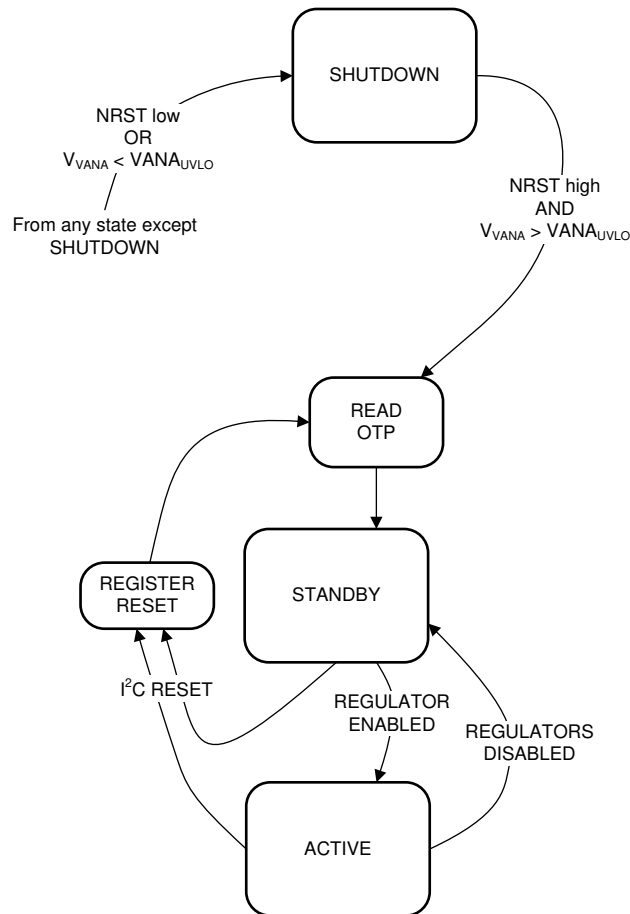 SHUTDOWN
NRST low
OR
V_VANA < VANA_UVLO
From any state except
SHUTDOWN
NRST high
AND
V_VANA > VANA_UVLO
READ
OTP
REGISTER
RESET
STANDBY
I²C RESET
REGULATOR
ENABLED
REGULATORS
DISABLED
ACTIVE